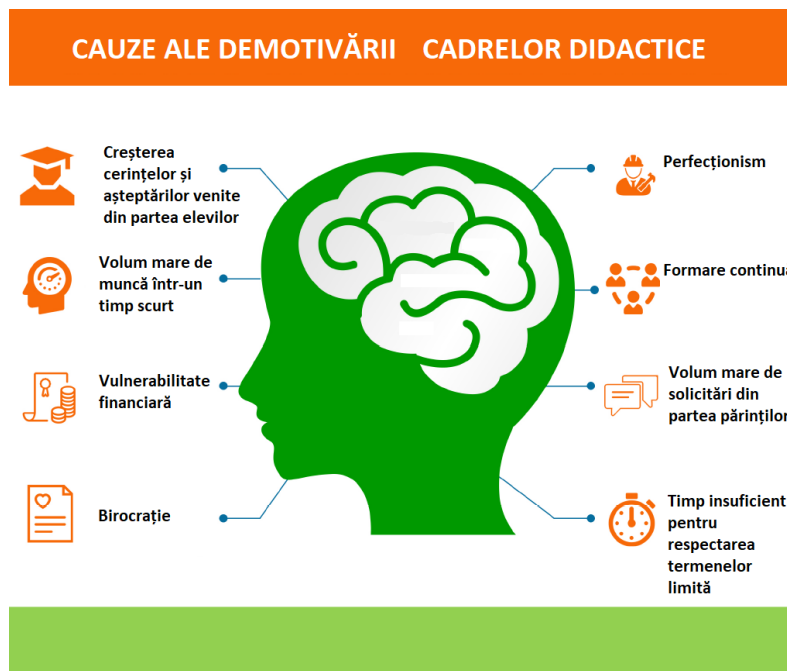 CAUZE ALE DEMOTIVĂRII CADRELOR DIDACTICE
Creșterea
cerințelor și
așteptărilor venite
din partea elevilor
Volum mare de
muncă într-un
timp scurt
Vulnerabilitate
financiară
Birocrație
Perfecționism
Formare continuă
Volum mare de
solicitări din
partea părinților
Timp insuficient
pentru
respectarea
termenelor
limită